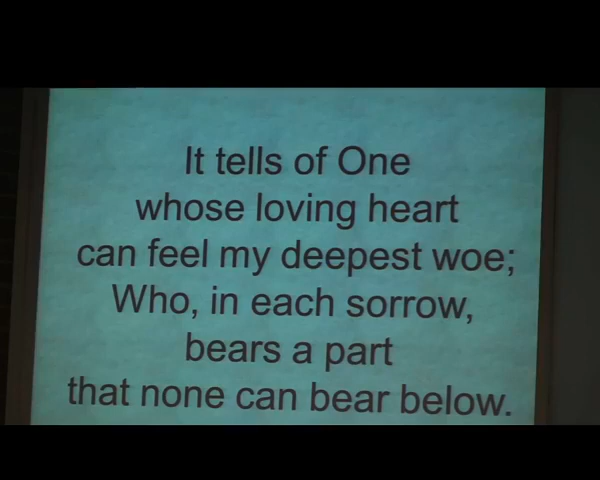 It tells of One
whose loving heart
can feel my deepest woe;
Who, in each sorrow,
bears a part
that none can bear below.